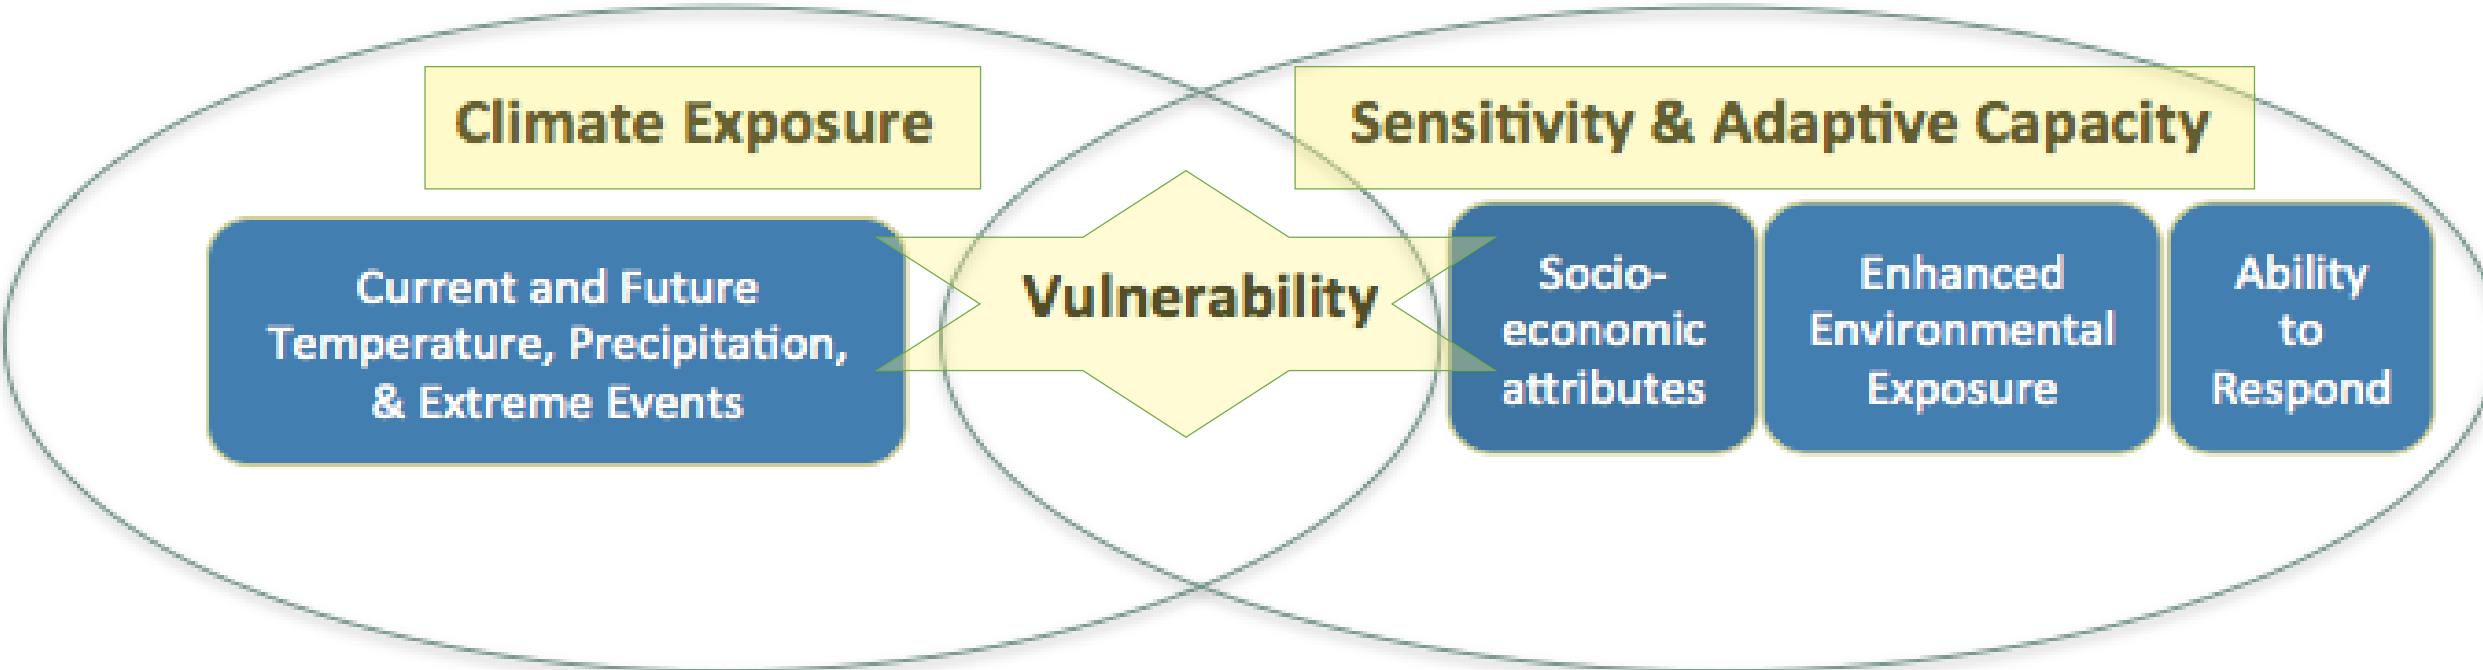 Climate Exposure
Sensitivity & Adaptive Capacity
Current and Future
Temperature, Precipitation,
& Extreme Events
Vulnerability
Socio-
economic
attributes
Enhanced
Environmental
Exposure
Ability
to
Respond